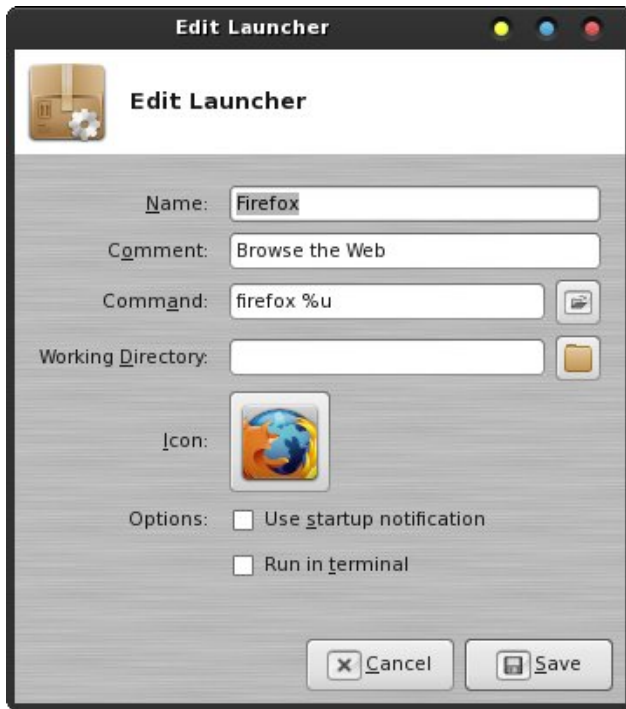 Edit Launcher
Edit Launcher
Name: Firefox
Comment: Browse the Web
Command: firefox %u
Working Directory:
Icon:
Options: Use startup notification
Run in terminal
Cancel Save